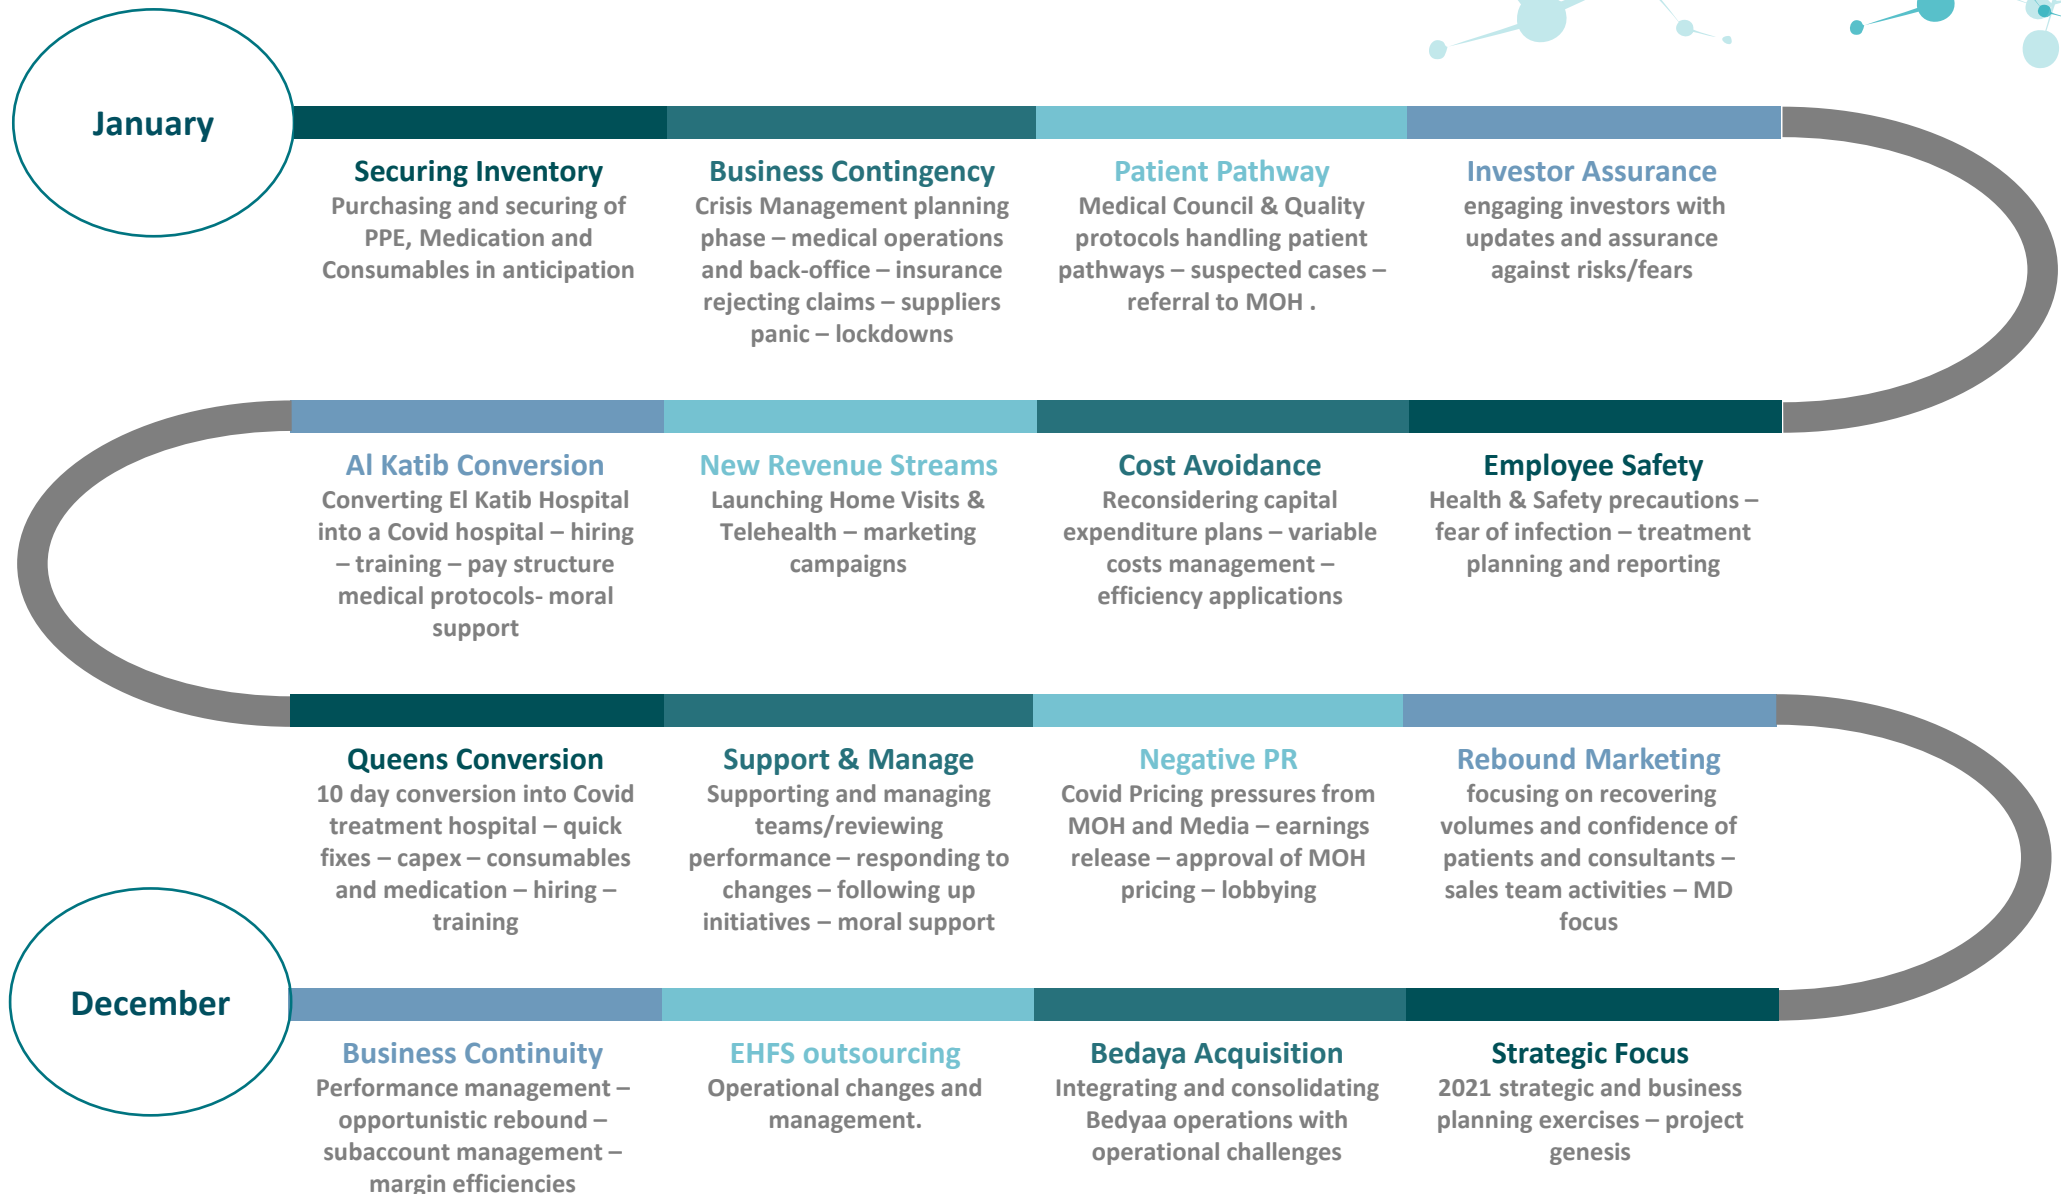 January
Securing Inventory
Purchasing and securing of
PPE, Medication and
Consumables in anticipation
Business Contingency
Crisis Management planning
phase – medical operations
and back-office – insurance
rejecting claims – suppliers
panic – lockdowns
Patient Pathway
Medical Council & Quality
protocols handling patient
pathways – suspected cases –
referral to MOH .
Investor Assurance
engaging investors with
updates and assurance
against risks/fears
Al Katib Conversion
Converting El Katib Hospital
into a Covid hospital – hiring
– training – pay structure
medical protocols- moral
support
New Revenue Streams
Launching Home Visits &
Telehealth – marketing
campaigns
Cost Avoidance
Reconsidering capital
expenditure plans – variable
costs management –
efficiency applications
Employee Safety
Health & Safety precautions –
fear of infection – treatment
planning and reporting
Queens Conversion
10 day conversion into Covid
treatment hospital – quick
fixes – capex – consumables
and medication – hiring –
training
Support & Manage
Supporting and managing
teams/reviewing
performance – responding to
changes – following up
initiatives – moral support
Negative PR
Covid Pricing pressures from
MOH and Media – earnings
release – approval of MOH
pricing – lobbying
Rebound Marketing
focusing on recovering
volumes and confidence of
patients and consultants –
sales team activities – MD
focus
December
Business Continuity
Performance management –
opportunistic rebound –
subaccount management –
margin efficiencies
EHFS outsourcing
Operational changes and
management.
Bedaya Acquisition
Integrating and consolidating
Bedyaa operations with
operational challenges
Strategic Focus
2021 strategic and business
planning exercises – project
genesis